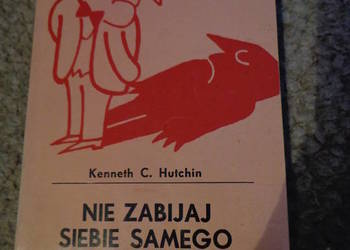 Kenneth C. Hutchin
NIE ZABIJAJ
SIEBIE SAMEGO